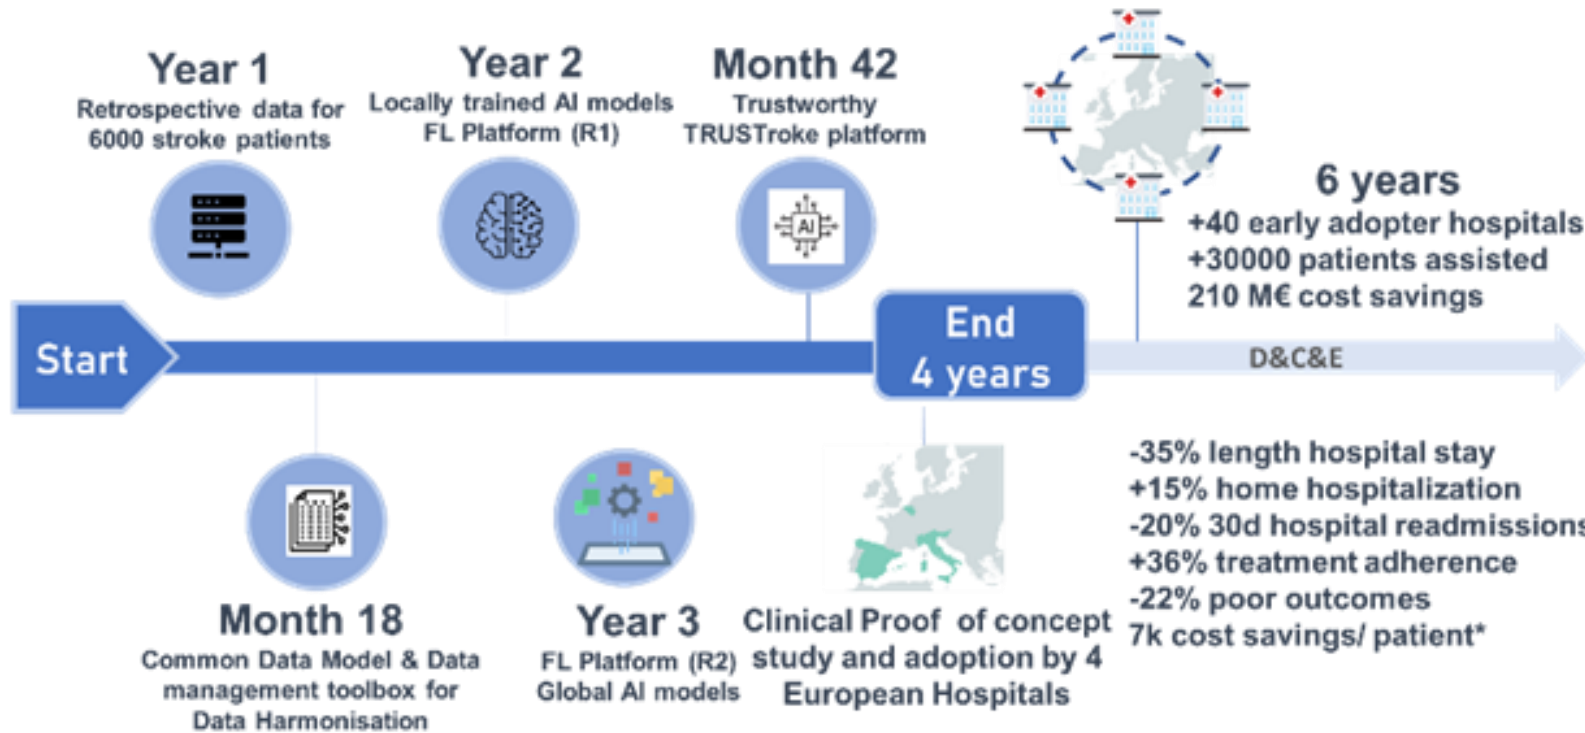 Year 1
Retrospective data for
6000 stroke patients
Year 2
Locally trained AI models
FL Platform (R1)
Month 42
Trustworthy
TRUSTroke platform
AI
6 years
+40 early adopter hospitals
+30000 patients assisted
210 M€ cost savings
Start
End
4 years
D&C&E
Month 18
Common Data Model & Data
management toolbox for
Data Harmonisation
Year 3
FL Platform (R2)
Global AI models
Clinical Proof of concept
study and adoption by 4
European Hospitals
-35% length hospital stay
+15% home hospitalization
-20% 30d hospital readmissions
+36% treatment adherence
-22% poor outcomes
7k cost savings/ patient*